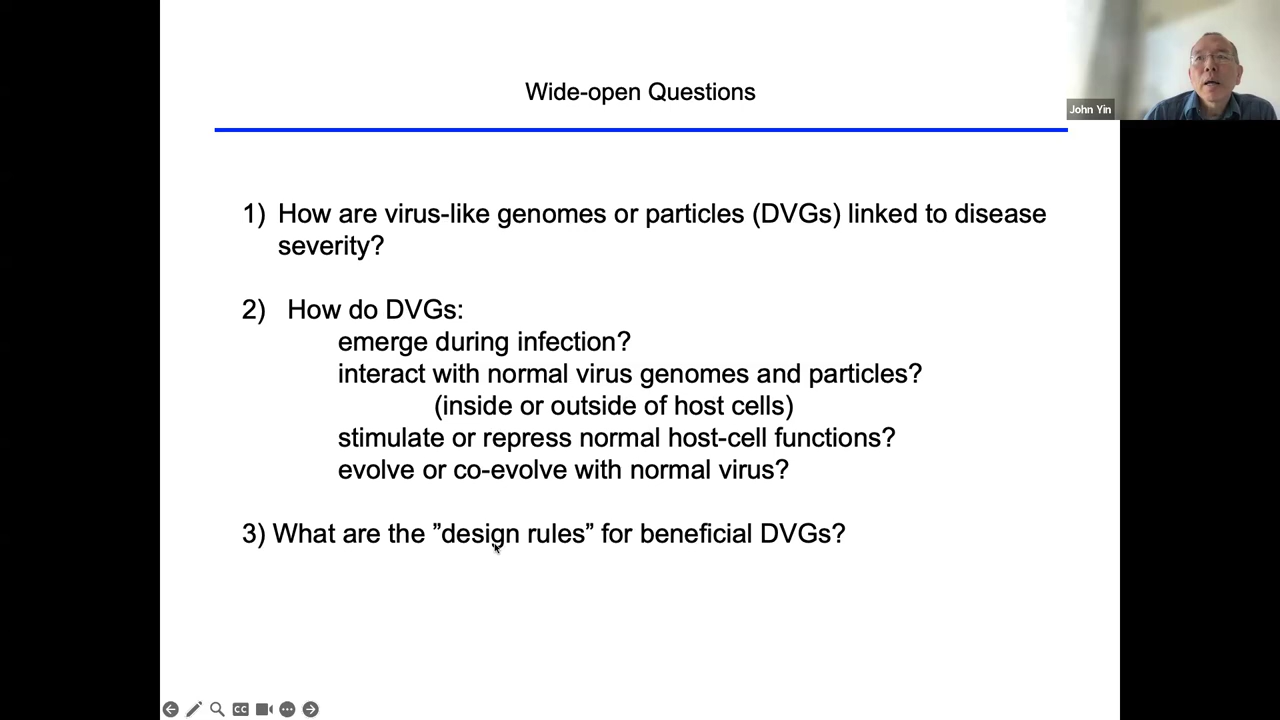 Wide-open Questions
John Yin
1) How are virus-like genomes or particles (DVGs) linked to disease
severity?
2) How do DVGs:
emerge during infection?
interact with normal virus genomes and particles?
(inside or outside of host cells)
stimulate or repress normal host-cell functions?
evolve or co-evolve with normal virus?
3) What are the ”design rules” for beneficial DVGs?
CC